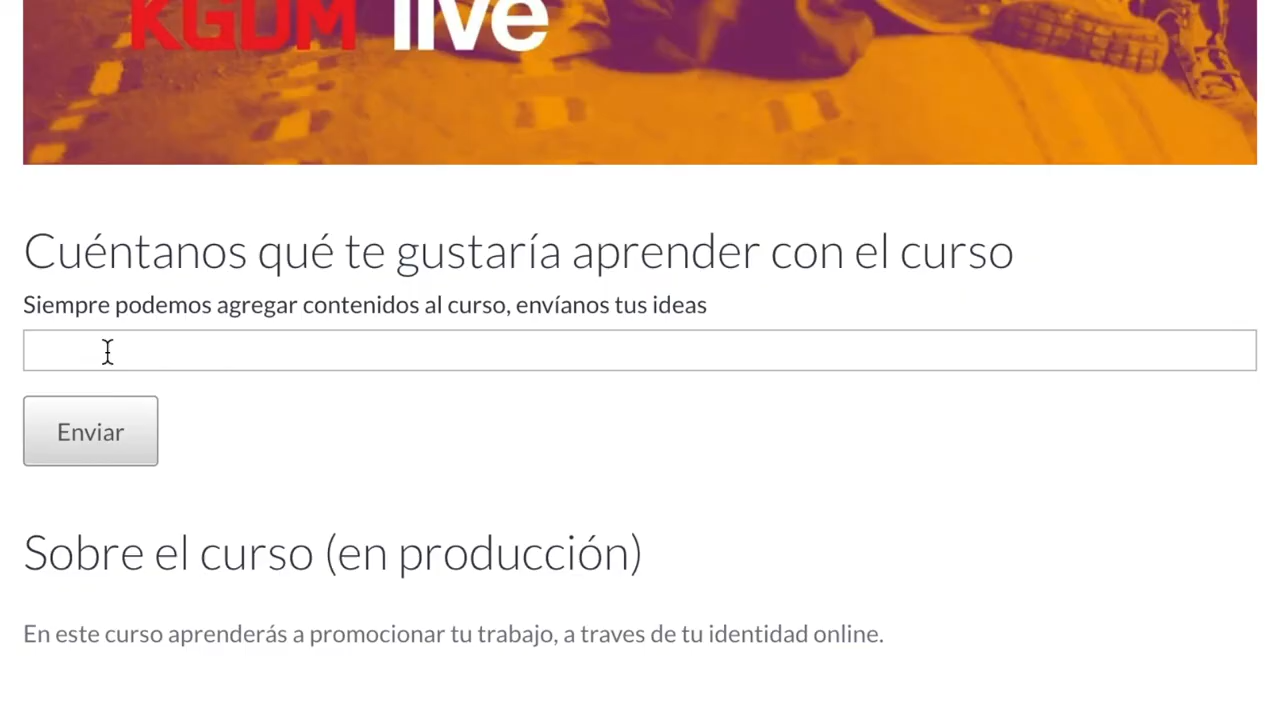 KGDM live
Cuéntanos qué te gustaría aprender con el curso
Siempre podemos agregar contenidos al curso, envíanos tus ideas
Enviar
Sobre el curso (en producción)
En este curso aprenderás a promocionar tu trabajo, a traves de tu identidad online.